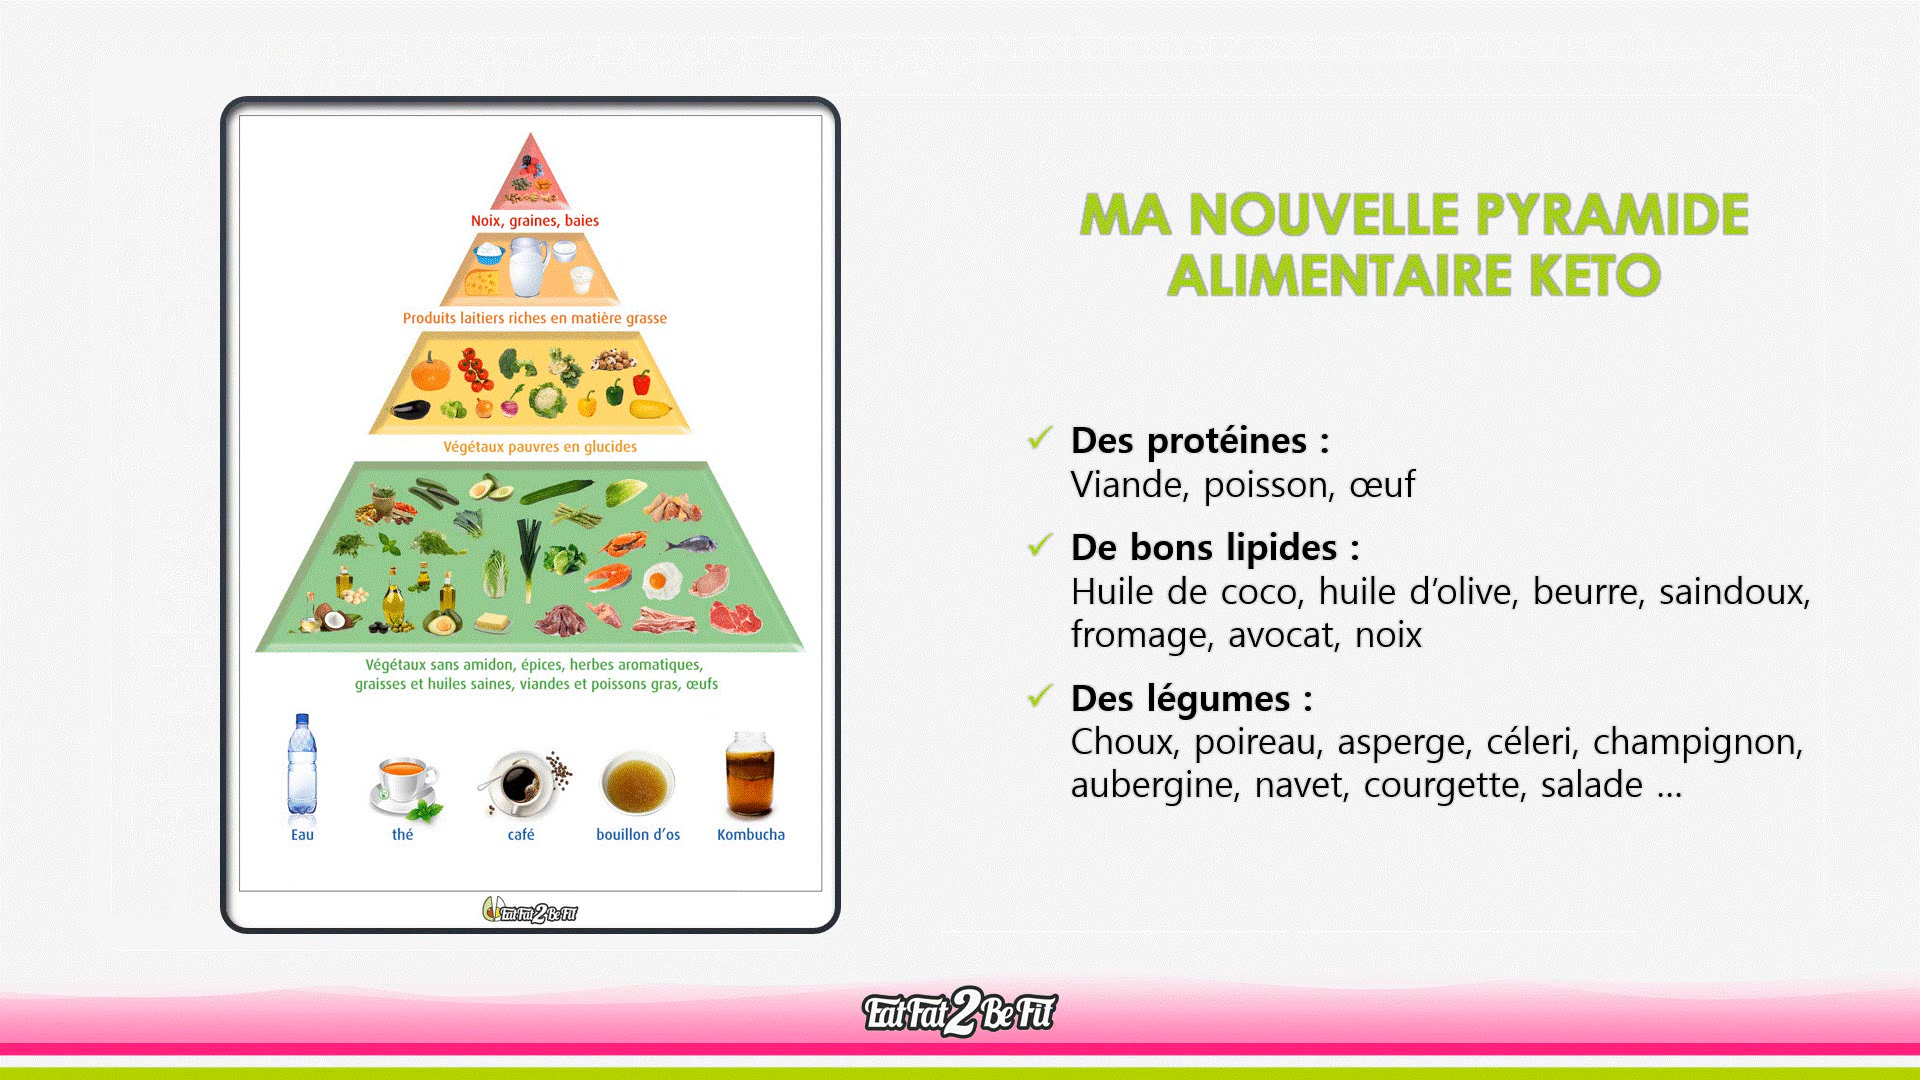 Noix, graines, baies
Produits laitiers riches en matière grasse
Végétaux pauvres en glucides
Végétaux sans amidon, épices, herbes aromatiques,
graisses et huiles saines, viandes et poissons gras, œufs
Eau
thé
café
bouillon d'os
Kombucha
EatFat2BeFit
MA NOUVELLE PYRAMIDE
ALIMENTAIRE KETO
✓ Des protéines :
Viande, poisson, œuf
✓ De bons lipides :
Huile de coco, huile d’olive, beurre, saindoux,
fromage, avocat, noix
✓ Des légumes :
Choux, poireau, asperge, céleri, champignon,
aubergine, navet, courgette, salade ...
EatFat2BeFit